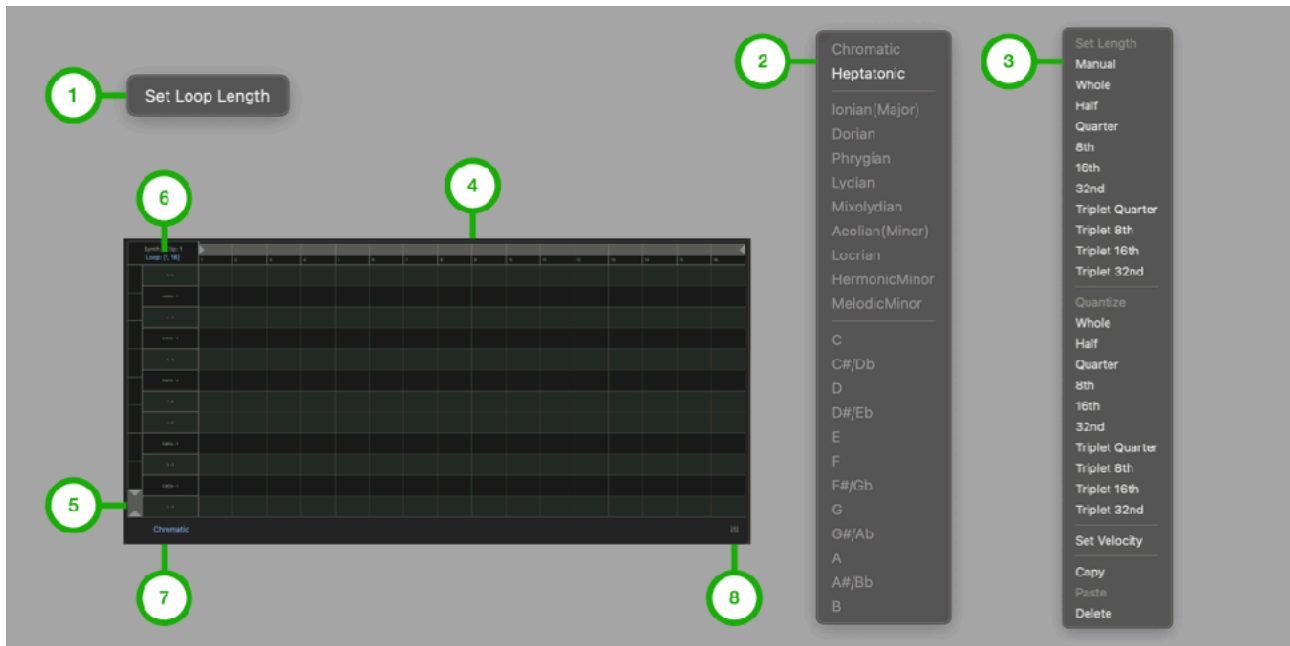 1
Set Loop Length
2
Chromatic
Heptatonic
Ionian(Major)
Dorian
Phrygian
Lycian
Mixolydian
Aeolian(Minor)
Locrian
HermonicMinor
MelodicMinor
C
C#/Db
D
D#/Eb
E
F
F#/Gb
G
G#/Ab
A
A#/Bb
B
3
Set Length
Manual
Whole
Half
Quarter
8th
16th
32nd
Triplet Quarter
Triplet 8th
Triplet 16th
Triplet 32nd
Quantize
Whole
Half
Quarter
8th
16th
32nd
Triplet Quarter
Triplet 8th
Triplet 16th
Triplet 32nd
Set Velocity
Copy
Paste
Delete
4
6
Loop: [1, 16]
5
Chromatic
7
8